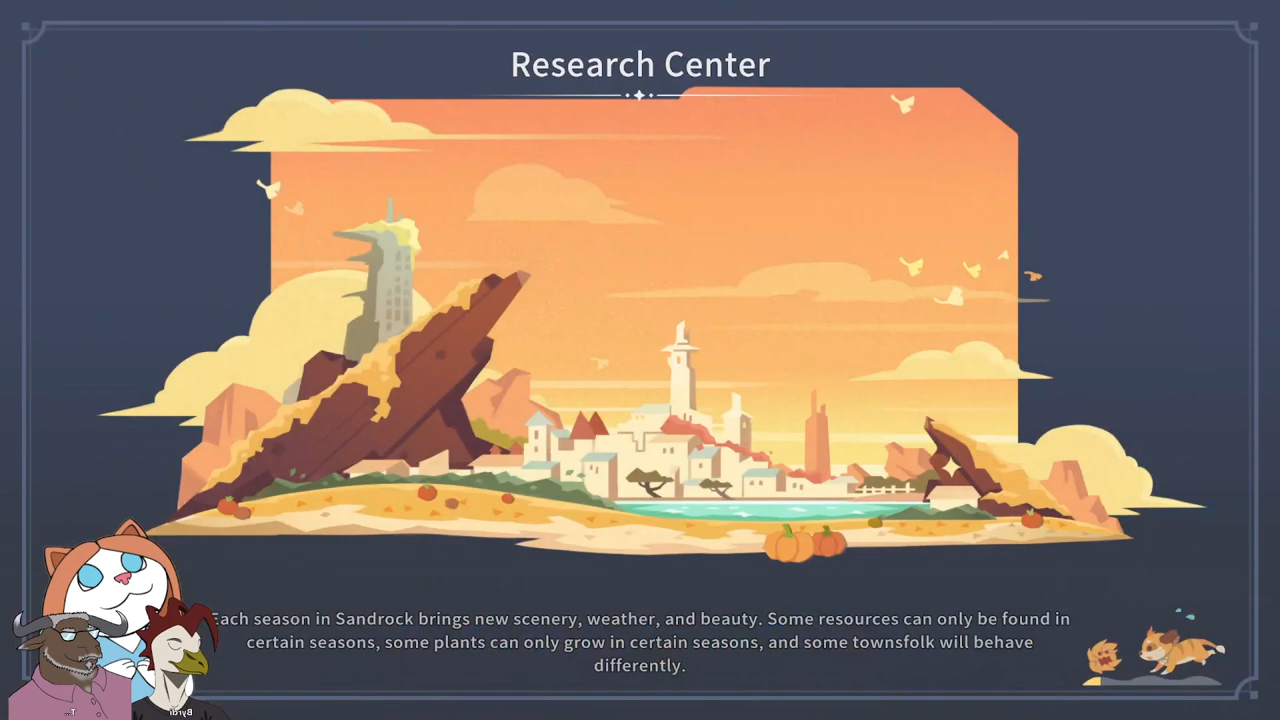 Research Center
Each season in Sandrock brings new scenery, weather, and beauty. Some resources can only be found in
certain seasons, some plants can only grow in certain seasons, and some townsfolk will behave
differently.
T...
Byrdi